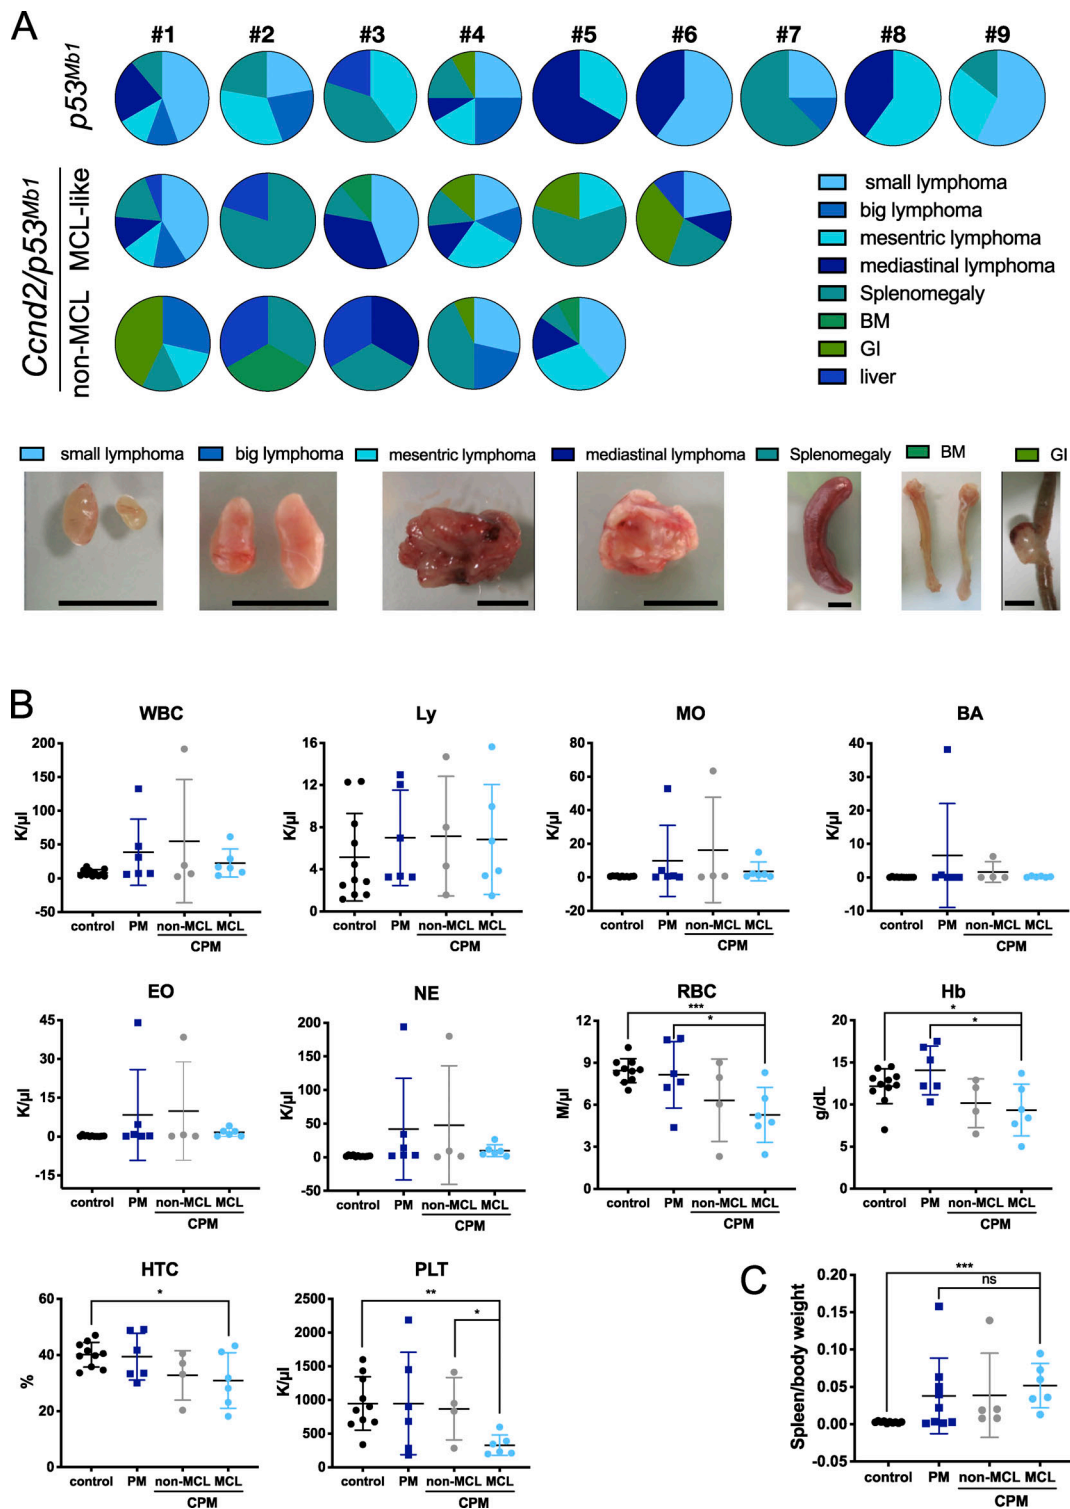 A
#1 #2 #3 #4 #5 #6 #7 #8 #9
p53Mb1
Ccnd2/p53Mb1
MCL-like
non-MCL
small lymphoma
big lymphoma
mesentric lymphoma
mediastinal lymphoma
Splenomegaly
BM
GI
liver
small lymphoma big lymphoma mesentric lymphoma mediastinal lymphoma Splenomegaly BM GI
B
WBC
K/µl
200
150
100
50
0
-50
control PM non-MCL MCL
CPM
Ly
K/µl
16
12
8
4
0
control PM non-MCL MCL
CPM
MO
K/µl
80
60
40
20
0
-20
control PM non-MCL MCL
CPM
BA
K/µl
40
30
20
10
0
-10
control PM non-MCL MCL
CPM
EO
K/µl
45
30
15
0
-15
control PM non-MCL MCL
CPM
NE
K/µl
200
150
100
50
0
-50
control PM non-MCL MCL
CPM
RBC
***
*
M/µl
12
9
6
3
0
control PM non-MCL MCL
CPM
Hb
*
*
g/dL
20
15
10
5
0
control PM non-MCL MCL
CPM
HTC
*
%
60
40
20
0
control PM non-MCL MCL
CPM
PLT
**
*
K/µl
2500
2000
1500
1000
500
0
control PM non-MCL MCL
CPM
C
***
ns
Spleen/body weight
0.20
0.15
0.10
0.05
0.00
-0.05
control PM non-MCL MCL
CPM